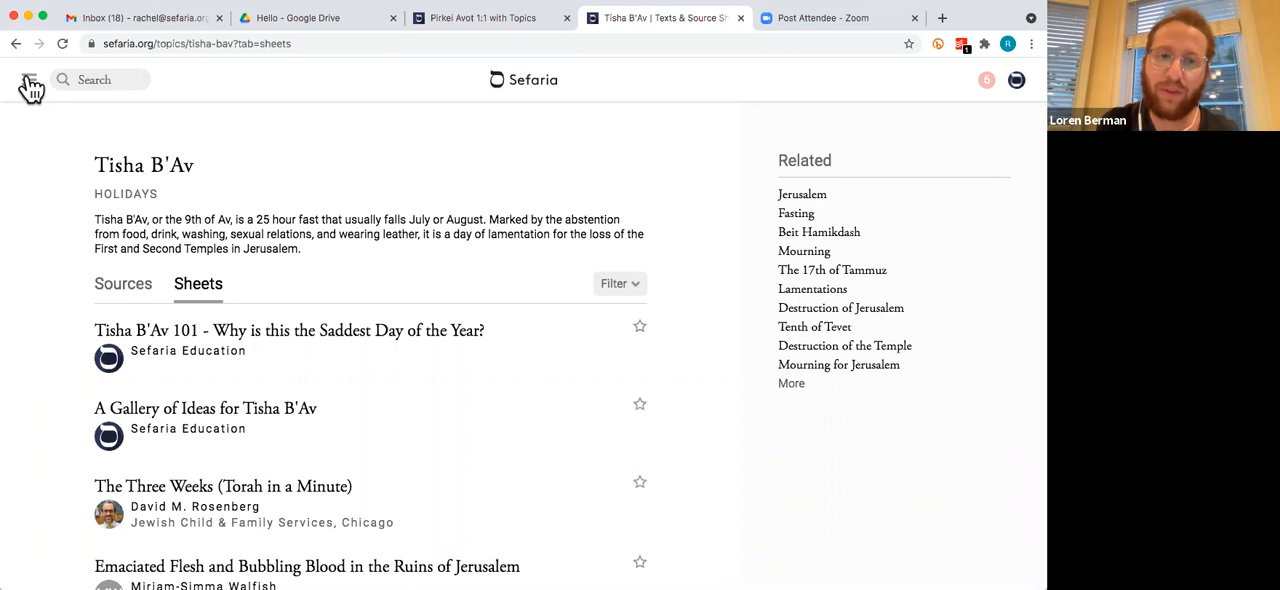 Inbox (18) - rachel@sefaria.org
Hello - Google Drive
Pirkei Avot 1:1 with Topics
Tisha B'Av | Texts & Source Sh
Post Attendee - Zoom
sefaria.org/topics/tisha-bav?tab=sheets
1
R
Search
Sefaria
6
Loren Berman
Tisha B'Av
HOLIDAYS
Tisha B'Av, or the 9th of Av, is a 25 hour fast that usually falls July or August. Marked by the abstention
from food, drink, washing, sexual relations, and wearing leather, it is a day of lamentation for the loss of the
First and Second Temples in Jerusalem.
Sources
Sheets
Filter
Tisha B'Av 101 - Why is this the Saddest Day of the Year?
Sefaria Education
A Gallery of Ideas for Tisha B'Av
Sefaria Education
The Three Weeks (Torah in a Minute)
David M. Rosenberg
Jewish Child & Family Services, Chicago
Emaciated Flesh and Bubbling Blood in the Ruins of Jerusalem
Miriam-Simma Walfish
Related
Jerusalem
Fasting
Beit Hamikdash
Mourning
The 17th of Tammuz
Lamentations
Destruction of Jerusalem
Tenth of Tevet
Destruction of the Temple
Mourning for Jerusalem
More